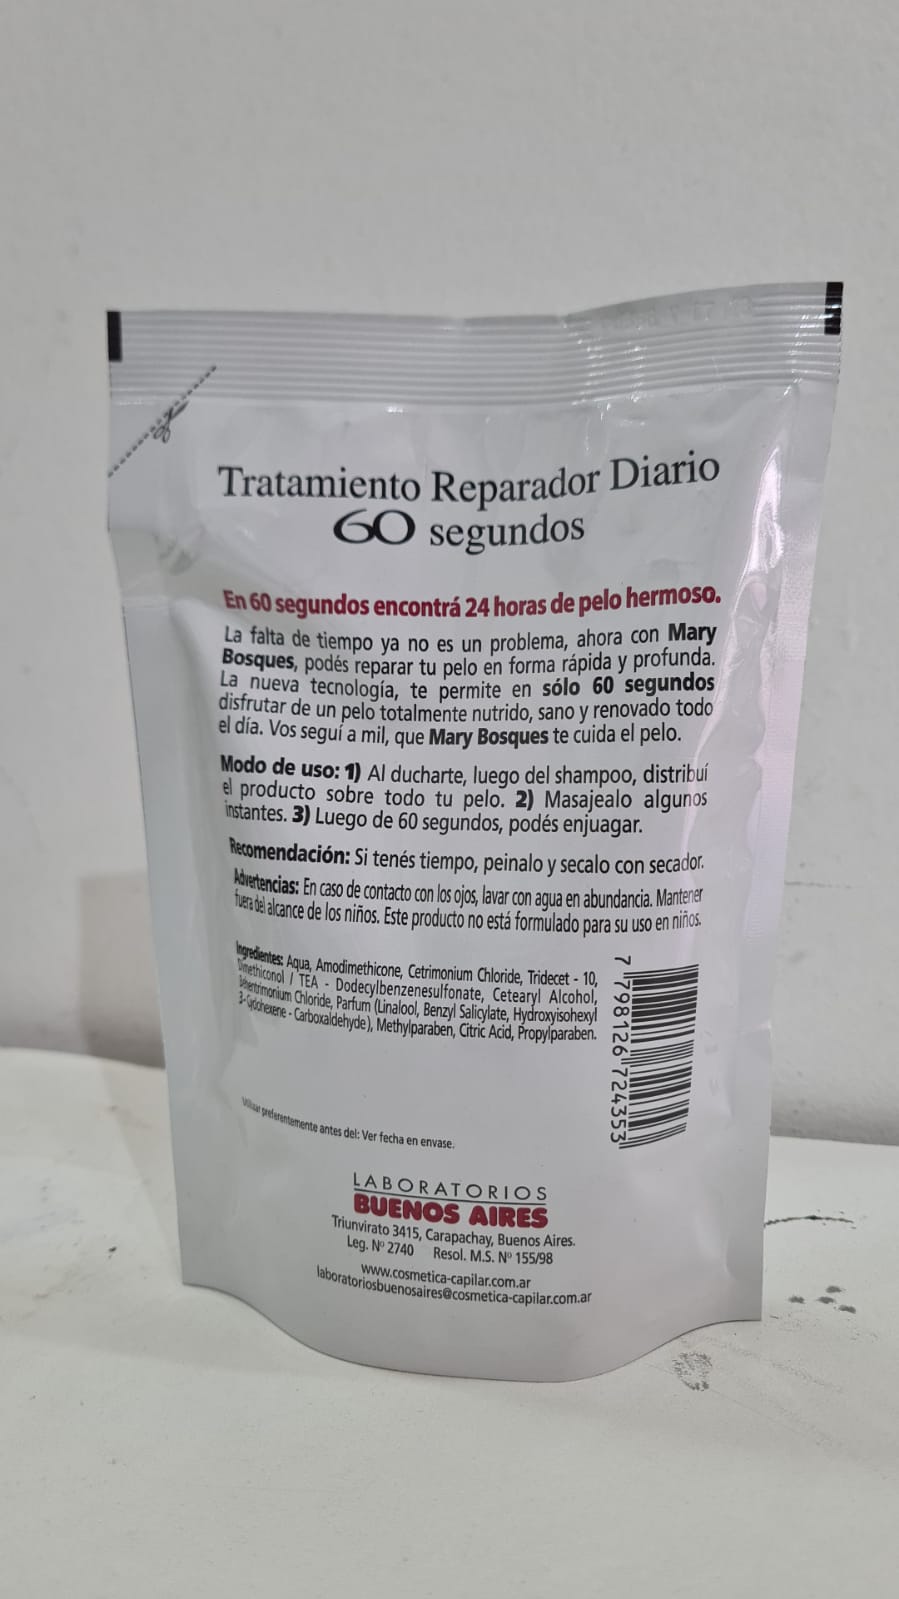 Tratamiento Reparador Diario
60 segundos
En 60 segundos encontrá 24 horas de pelo hermoso.
La falta de tiempo ya no es un problema, ahora con Mary
Bosques, podés reparar tu pelo en forma rápida y profunda.
La nueva tecnología, te permite en sólo 60 segundos
disfrutar de un pelo totalmente nutrido, sano y renovado todo
el día. Vos seguí a mil, que Mary Bosques te cuida el pelo.
Modo de uso: 1) Al ducharte, luego del shampoo, distribuí
el producto sobre todo tu pelo. 2) Masajealo algunos
instantes. 3) Luego de 60 segundos, podés enjuagar.
Recomendación: Si tenés tiempo, peinalo y secalo con secador.
Advertencias: En caso de contacto con los ojos, lavar con agua en abundancia. Mantener
fuera del alcance de los niños. Este producto no está formulado para su uso en niños.
Ingredientes: Aqua, Amodimethicone, Cetrimonium Chloride, Tridecet - 10,
Dimethiconol / TEA - Dodecylbenzenesulfonate, Cetearyl Alcohol,
Behentrimonium Chloride, Parfum (Linalool, Benzyl Salicylate, Hydroxyisohexyl
3-Cyclohexene - Carboxaldehyde), Methylparaben, Citric Acid, Propylparaben.
7 798126 724353
Utilizar preferentemente antes del: Ver fecha en envase.
LABORATORIOS
BUENOS AIRES
Triunvirato 3415, Carapachay, Buenos Aires.
Leg. Nº 2740 Resol. M.S. Nº 155/98
www.cosmetica-capilar.com.ar
laboratoriosbuenosaires@cosmetica-capilar.com.ar